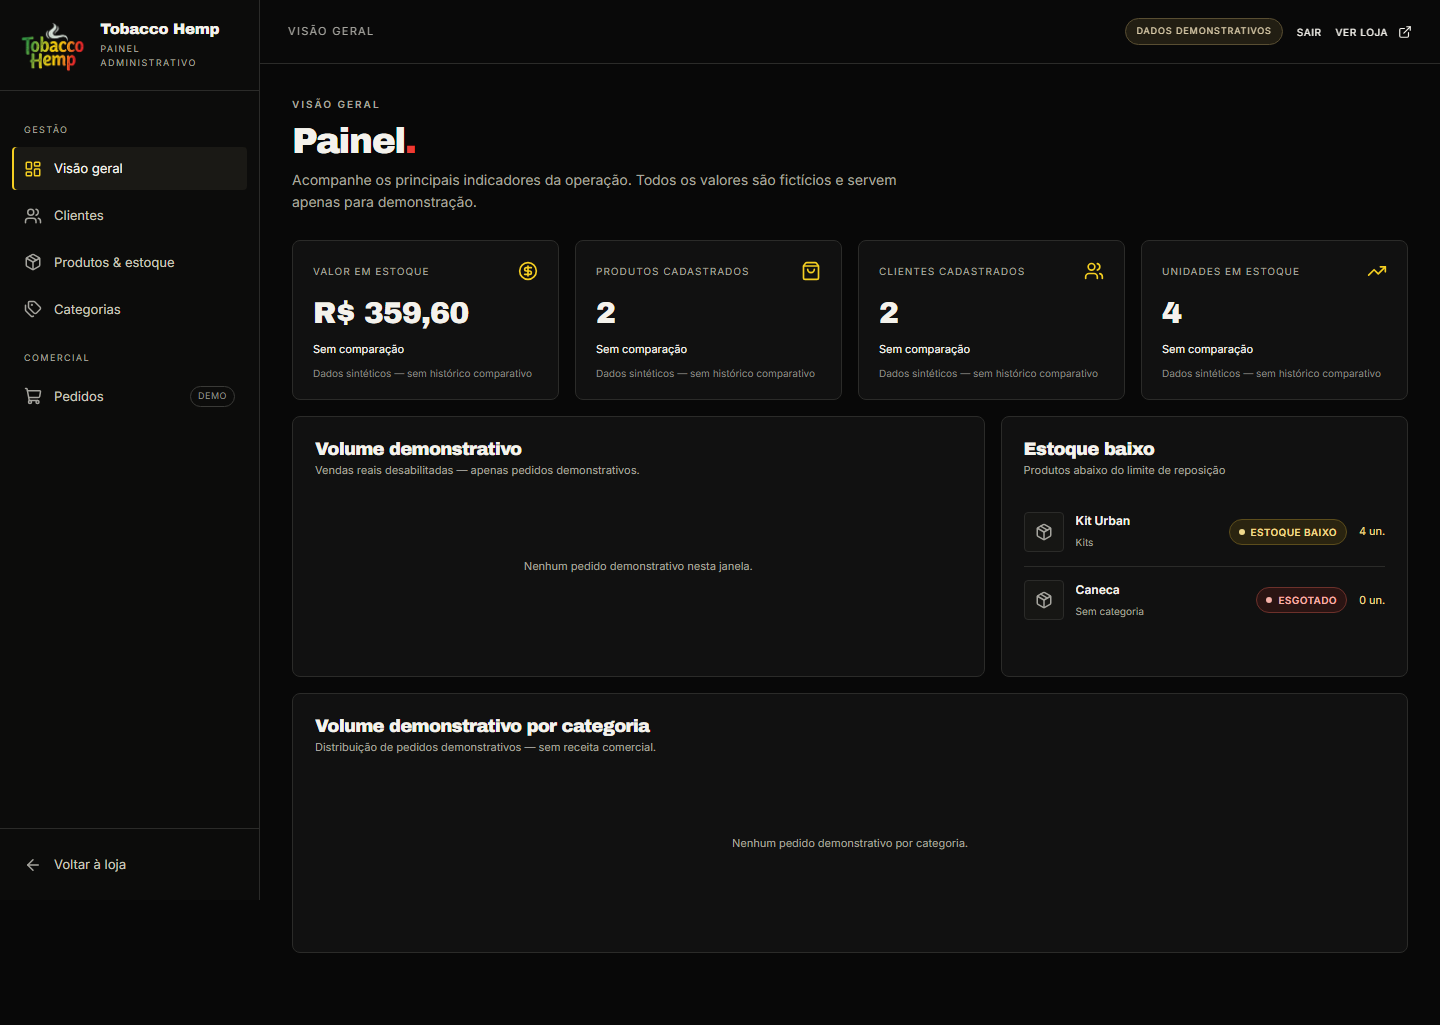 Tobacco
Hemp
Tobacco Hemp
PAINEL
ADMINISTRATIVO
GESTÃO
Visão geral
Clientes
Produtos & estoque
Categorias
COMERCIAL
Pedidos DEMO
Voltar à loja
VISÃO GERAL
DADOS DEMONSTRATIVOS SAIR VER LOJA
VISÃO GERAL
Painel.
Acompanhe os principais indicadores da operação. Todos os valores são fictícios e servem
apenas para demonstração.
VALOR EM ESTOQUE
R$ 359,60
Sem comparação
Dados sintéticos — sem histórico comparativo
PRODUTOS CADASTRADOS
2
Sem comparação
Dados sintéticos — sem histórico comparativo
CLIENTES CADASTRADOS
2
Sem comparação
Dados sintéticos — sem histórico comparativo
UNIDADES EM ESTOQUE
4
Sem comparação
Dados sintéticos — sem histórico comparativo
Volume demonstrativo
Vendas reais desabilitadas — apenas pedidos demonstrativos.
Nenhum pedido demonstrativo nesta janela.
Estoque baixo
Produtos abaixo do limite de reposição
Kit Urban
Kits
ESTOQUE BAIXO 4 un.
Caneca
Sem categoria
ESGOTADO 0 un.
Volume demonstrativo por categoria
Distribuição de pedidos demonstrativos — sem receita comercial.
Nenhum pedido demonstrativo por categoria.